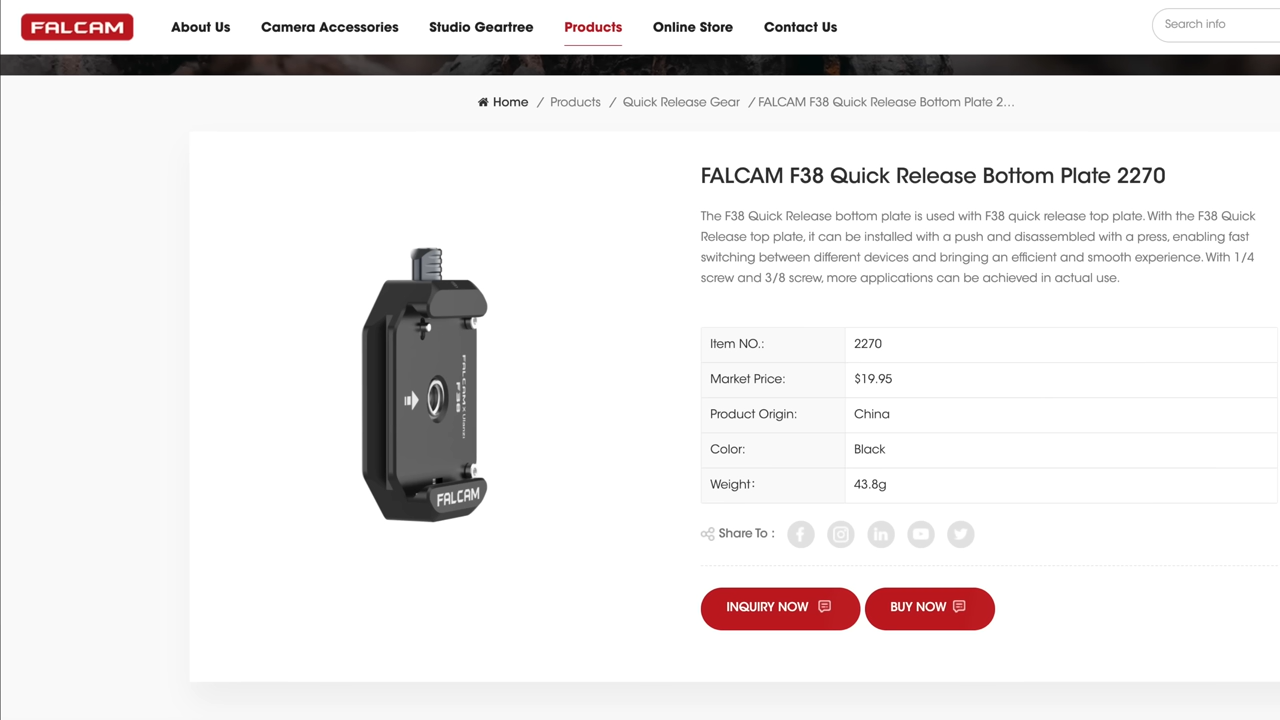 FALCAM
About Us
Camera Accessories
Studio Geartree
Products
Online Store
Contact Us
Search info
Home / Products / Quick Release Gear / FALCAM F38 Quick Release Bottom Plate 2...
FALCAM F38 Quick Release Bottom Plate 2270
The F38 Quick Release bottom plate is used with F38 quick release top plate. With the F38 Quick
Release top plate, it can be installed with a push and disassembled with a press, enabling fast
switching between different devices and bringing an efficient and smooth experience. With 1/4
screw and 3/8 screw, more applications can be achieved in actual use.
FALCAM
F38
FALCAM
Item NO.: 2270
Market Price: $19.95
Product Origin: China
Color: Black
Weight: 43.8g
Share To :
INQUIRY NOW
BUY NOW